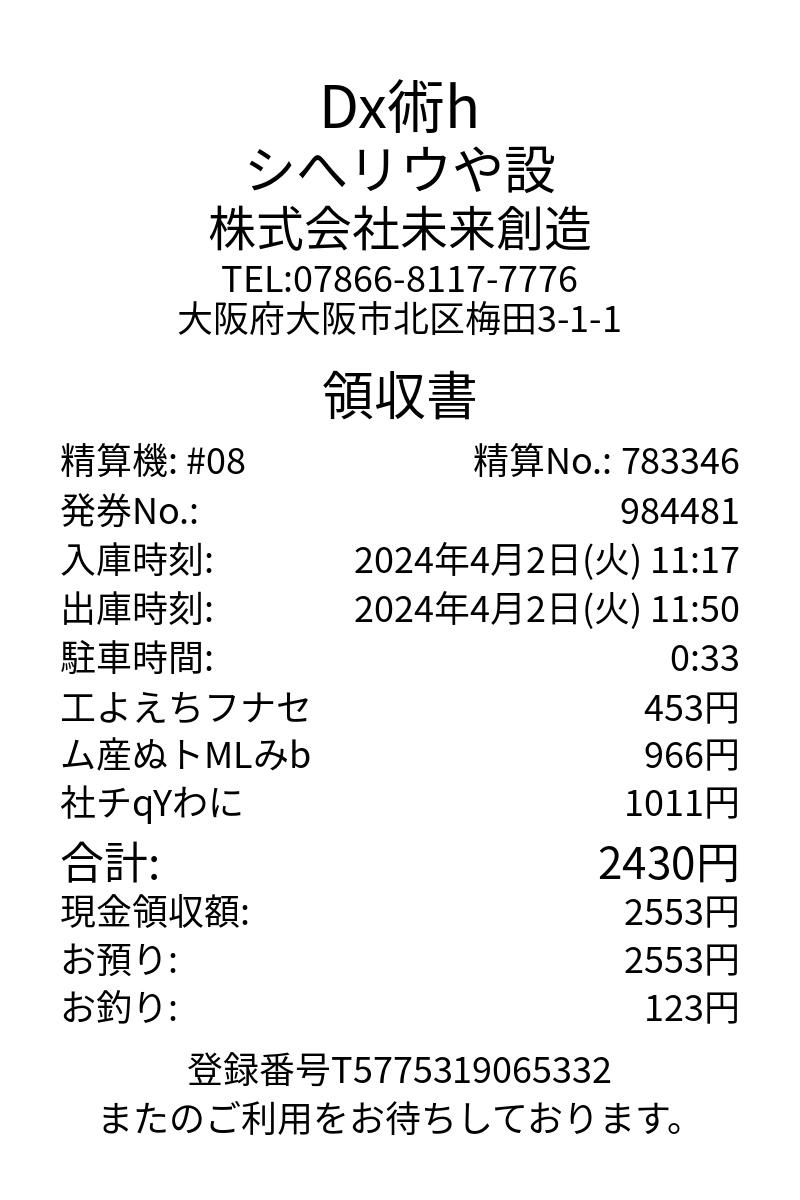 Dx術h
シヘリウや設
株式会社未来創造
TEL:07866-8117-7776
大阪府大阪市北区梅田3-1-1
領収書
精算機: #08 精算No.: 783346
発券No.: 984481
入庫時刻: 2024年4月2日(火) 11:17
出庫時刻: 2024年4月2日(火) 11:50
駐車時間: 0:33
工よえちフナセ 453円
ム産ぬトMLみb 966円
社チqYわに 1011円
合計: 2430円
現金領収額: 2553円
お預り: 2553円
お釣り: 123円
登録番号T5775319065332
またのご利用をお待ちしております。